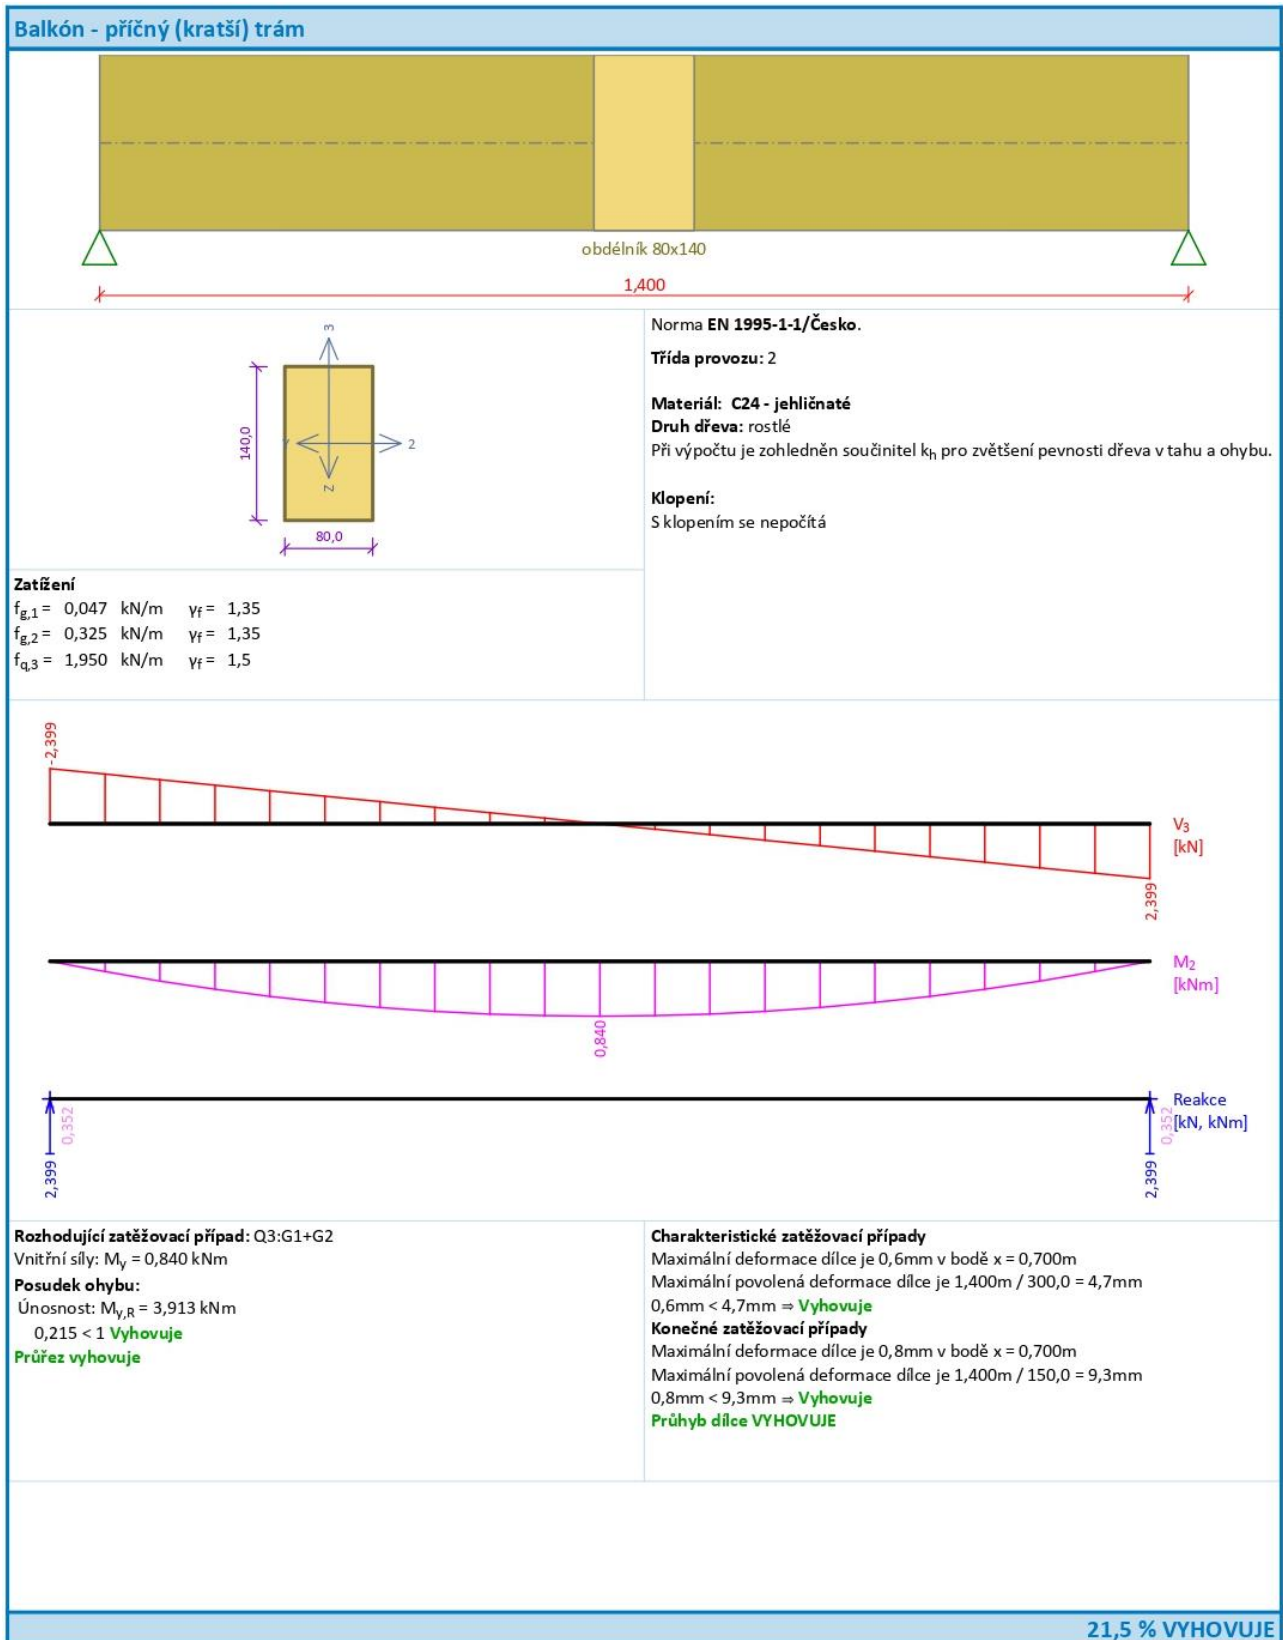 Balkón - příčný (kratší) trám
obdélník 80x140
1,400
3
140,0
Y
2
Z
80,0
Norma EN 1995-1-1/Česko.
Třída provozu: 2
Materiál: C24 - jehličnaté
Druh dřeva: rostlé
Při výpočtu je zohledněn součinitel kh pro zvětšení pevnosti dřeva v tahu a ohybu.
Klopení:
S klopením se nepočítá
Zatížení
fg,1 = 0,047 kN/m γf = 1,35
fg,2 = 0,325 kN/m γf = 1,35
fq,3 = 1,950 kN/m γf = 1,5
-2,399
V3
[kN]
2,399
M2
[kNm]
0,840
Reakce
[kN, kNm]
0,352
0,352
2,399
2,399
Rozhodující zatěžovací případ: Q3:G1+G2
Vnitřní síly: My = 0,840 kNm
Posudek ohybu:
Únosnost: My,R = 3,913 kNm
0,215 < 1 Vyhovuje
Průřez vyhovuje
Charakteristické zatěžovací případy
Maximální deformace dílce je 0,6mm v bodě x = 0,700m
Maximální povolená deformace dílce je 1,400m / 300,0 = 4,7mm
0,6mm < 4,7mm ⇒ Vyhovuje
Konečné zatěžovací případy
Maximální deformace dílce je 0,8mm v bodě x = 0,700m
Maximální povolená deformace dílce je 1,400m / 150,0 = 9,3mm
0,8mm < 9,3mm ⇒ Vyhovuje
Průhyb dílce VYHOVUJE
21,5 % VYHOVUJE